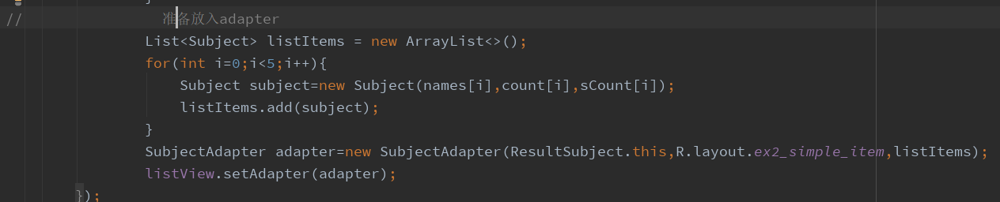 //                准备放入adapter
List<Subject> listItems = new ArrayList<>();
for(int i=0;i<5;i++){
    Subject subject=new Subject(names[i],count[i],sCount[i]);
    listItems.add(subject);
}
SubjectAdapter adapter=new SubjectAdapter(ResultSubject.this,R.layout.ex2_simple_item,listItems);
listView.setAdapter(adapter);
});